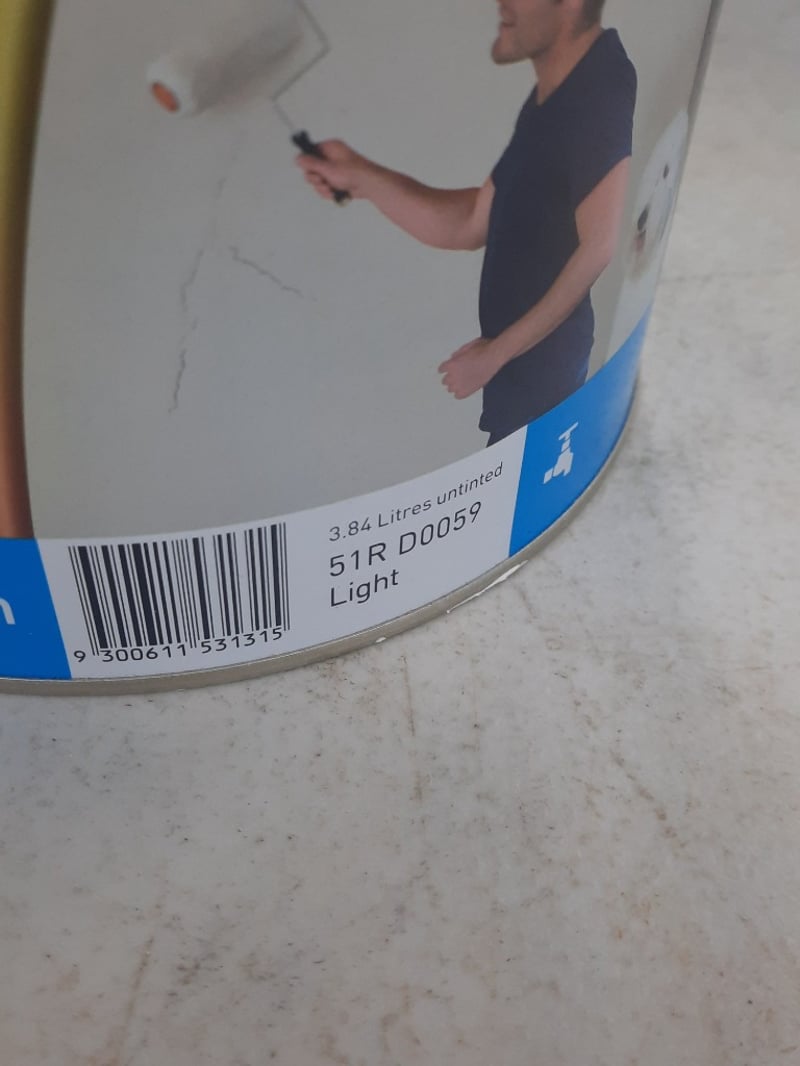 3.84 Litres untinted
51R D0059
Light
9 300611 531315